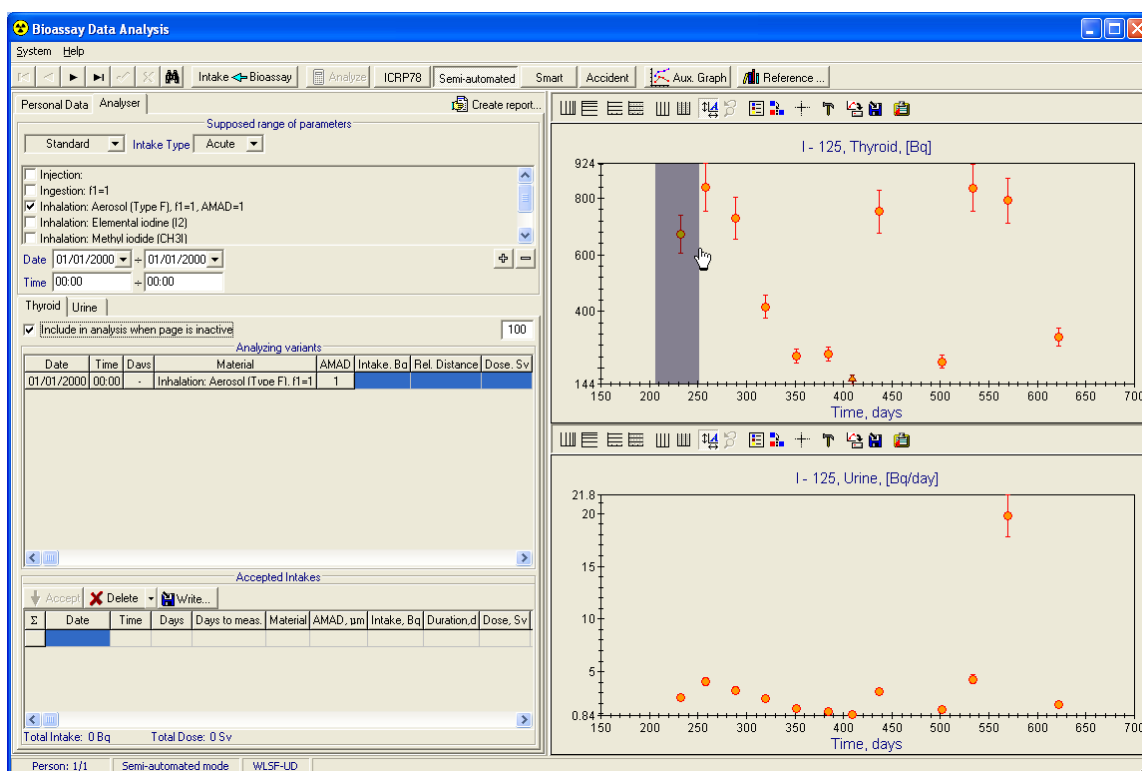 Bioassay Data Analysis
System Help
Intake Bioassay Analyze ICRP78 Semi-automated Smart Accident Aux. Graph Reference ...
Personal Data Analyser Create report...
Supposed range of parameters
Standard Intake Type Acute
Injection:
Ingestion: f1=1
Inhalation: Aerosol (Type F), f1=1, AMAD=1
Inhalation: Elemental iodine (I2)
Inhalation: Methyl iodide (CH3I)
Date 01/01/2000 ÷ 01/01/2000
Time 00:00 ÷ 00:00
Thyroid Urine
Include in analysis when page is inactive 100
Analyzing variants
Date Time Days Material AMAD Intake, Bq Rel. Distance Dose, Sv
01/01/2000 00:00 - Inhalation: Aerosol (Type F), f1=1 1
Accepted Intakes
Accept Delete Write...
Σ Date Time Days Days to meas. Material AMAD, µm Intake, Bq Duration,d Dose, Sv
Total Intake: 0 Bq Total Dose: 0 Sv
I - 125, Thyroid, [Bq]
924
800
600
400
144
150 200 250 300 350 400 450 500 550 600 650 700
Time, days
I - 125, Urine, [Bq/day]
21.8
20
15
10
5
0.84
150 200 250 300 350 400 450 500 550 600 650 700
Time, days
Person: 1/1 Semi-automated mode WLSF-UD